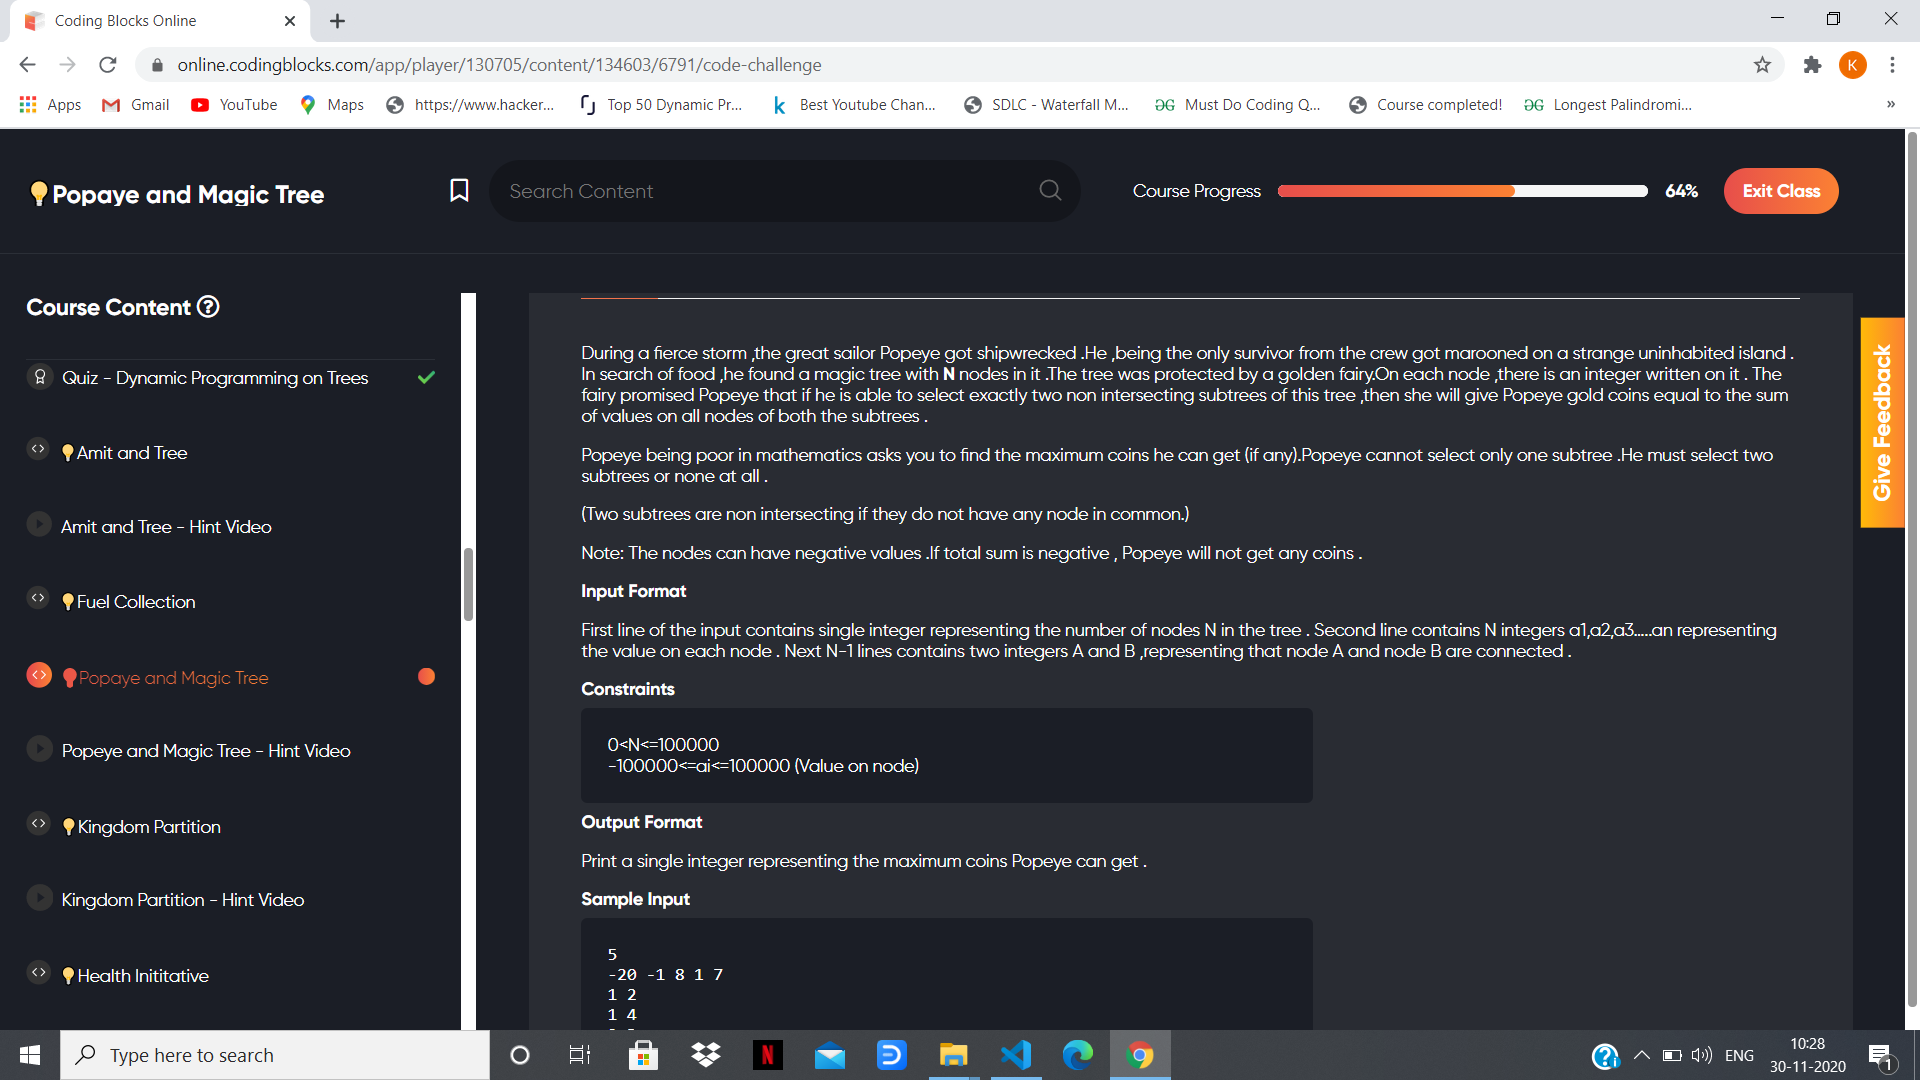 Coding Blocks Online
online.codingblocks.com/app/player/130705/content/134603/6791/code-challenge
K
Apps
Gmail
YouTube
Maps
https://www.hacker...
Top 50 Dynamic Pr...
Best Youtube Chan...
SDLC - Waterfall M...
Must Do Coding Q...
Course completed!
Longest Palindromi...
»
Popaye and Magic Tree
Search Content
Course Progress
64%
Exit Class
Course Content
Quiz - Dynamic Programming on Trees
Amit and Tree
Amit and Tree - Hint Video
Fuel Collection
Popaye and Magic Tree
Popeye and Magic Tree - Hint Video
Kingdom Partition
Kingdom Partition - Hint Video
Health Inititative
During a fierce storm ,the great sailor Popeye got shipwrecked .He ,being the only survivor from the crew got marooned on a strange uninhabited island .
In search of food ,he found a magic tree with N nodes in it .The tree was protected by a golden fairy.On each node ,there is an integer written on it . The
fairy promised Popeye that if he is able to select exactly two non intersecting subtrees of this tree ,then she will give Popeye gold coins equal to the sum
of values on all nodes of both the subtrees .
Popeye being poor in mathematics asks you to find the maximum coins he can get (if any).Popeye cannot select only one subtree .He must select two
subtrees or none at all .
(Two subtrees are non intersecting if they do not have any node in common.)
Note: The nodes can have negative values .If total sum is negative , Popeye will not get any coins .
Input Format
First line of the input contains single integer representing the number of nodes N in the tree . Second line contains N integers a1,a2,a3.....an representing
the value on each node . Next N-1 lines contains two integers A and B ,representing that node A and node B are connected .
Constraints
0<N<=100000
-100000<=ai<=100000 (Value on node)
Output Format
Print a single integer representing the maximum coins Popeye can get .
Sample Input
5
-20 -1 8 1 7
1 2
1 4
Give Feedback
Type here to search
ENG
10:28
30-11-2020
1